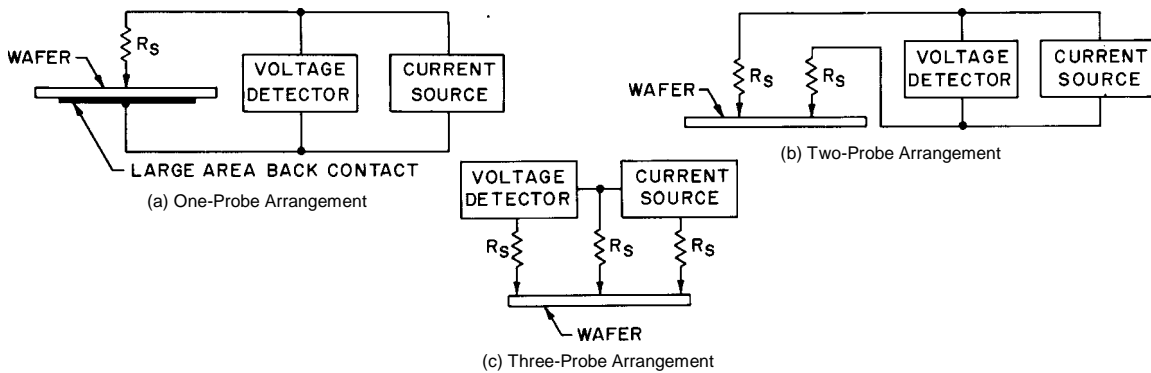 RS
WAFER
VOLTAGE
DETECTOR
CURRENT
SOURCE
LARGE AREA BACK CONTACT
(a) One-Probe Arrangement
RS
RS
WAFER
VOLTAGE
DETECTOR
CURRENT
SOURCE
(b) Two-Probe Arrangement
VOLTAGE
DETECTOR
CURRENT
SOURCE
RS
RS
RS
WAFER
(c) Three-Probe Arrangement